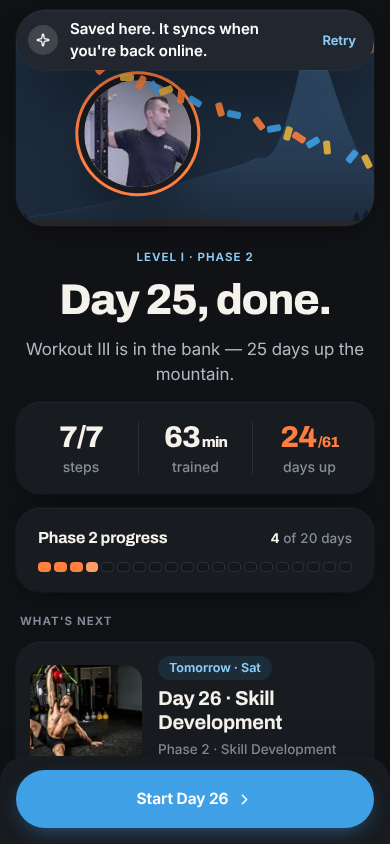 Saved here. It syncs when
you're back online.
Retry
LEVEL I · PHASE 2
Day 25, done.
Workout III is in the bank — 25 days up the
mountain.
7/7
steps
63 min
trained
24/61
days up
Phase 2 progress
4 of 20 days
WHAT'S NEXT
Tomorrow · Sat
Day 26 · Skill
Development
Phase 2 · Skill Development
Start Day 26